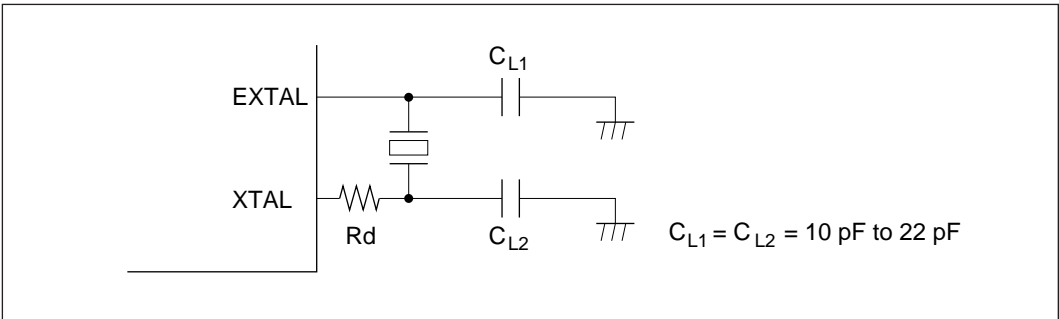 EXTAL
C_L1
XTAL
Rd
C_L2
C_L1 = C_L2 = 10 pF to 22 pF